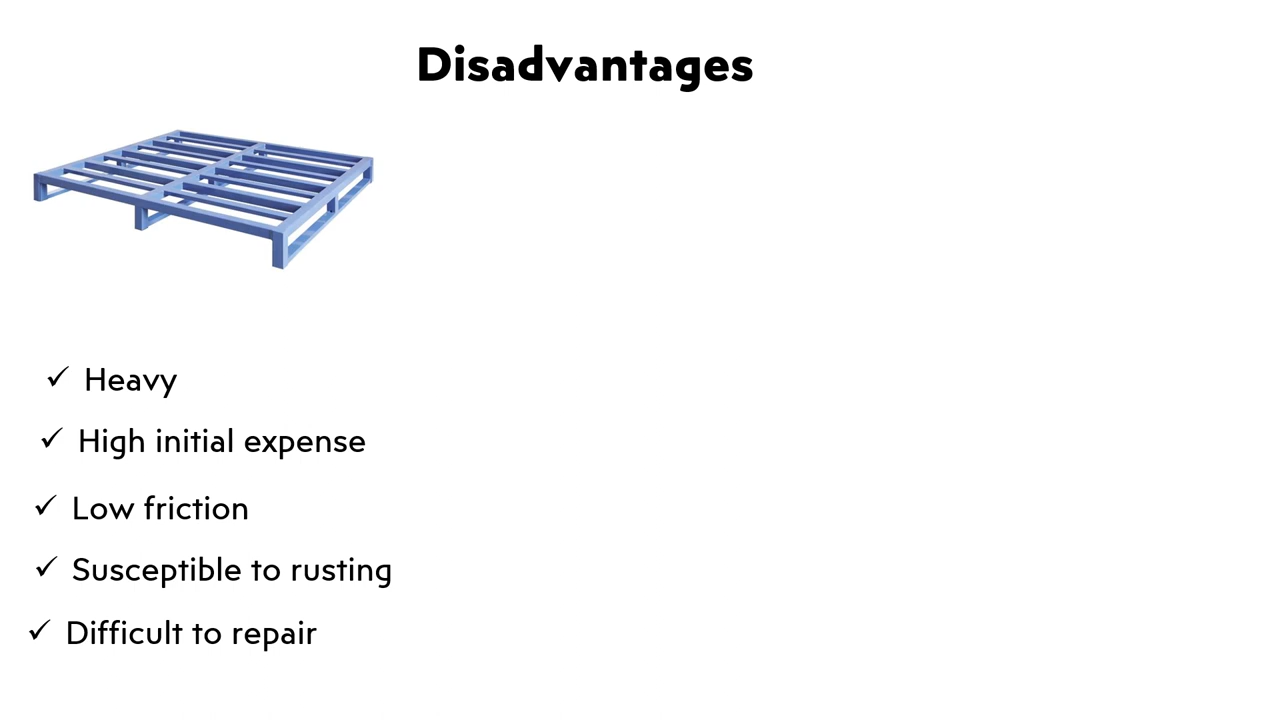 Disadvantages
✓ Heavy
✓ High initial expense
✓ Low friction
✓ Susceptible to rusting
✓ Difficult to repair